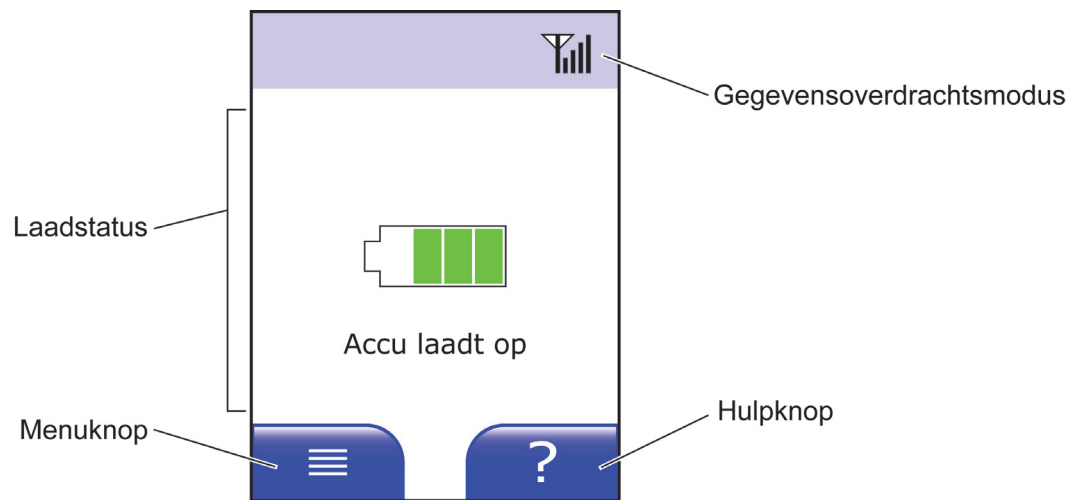 Gegevensoverdrachtsmodus
Laadstatus
Accu laadt op
Menuknop
Hulpknop
?